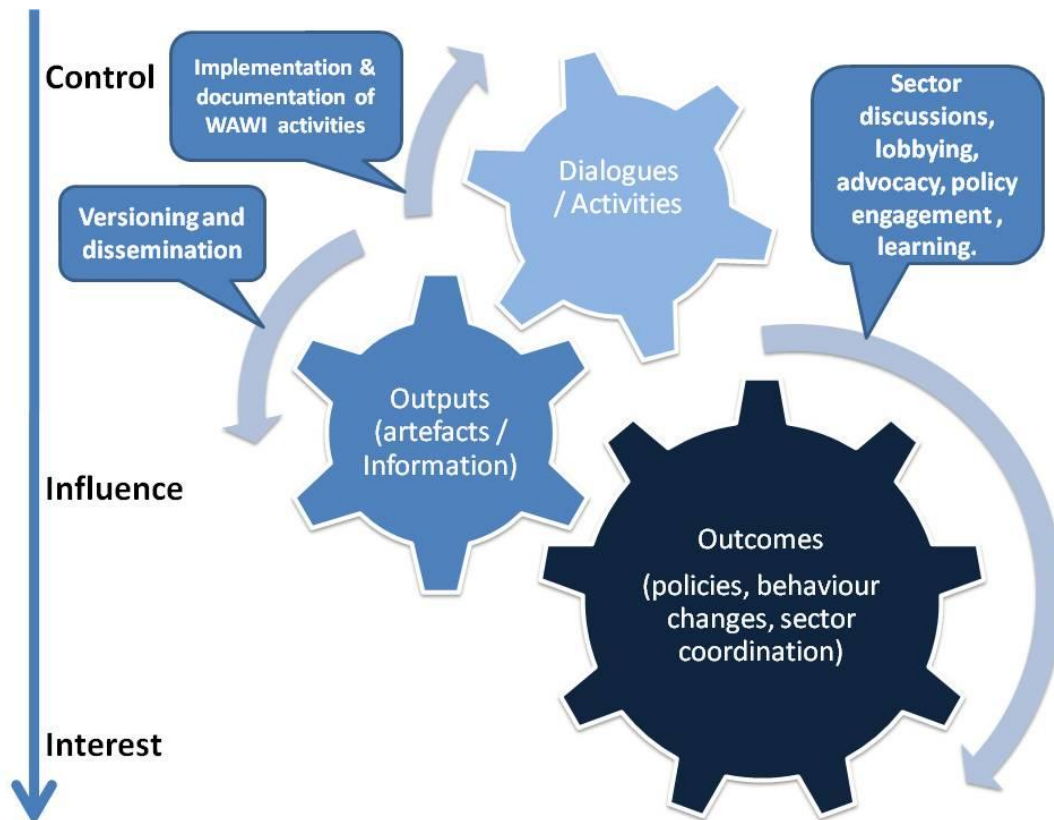 Control
Implementation &
documentation of
WAWI activities
Versioning and
dissemination
Dialogues
/ Activities
Sector
discussions,
lobbying,
advocacy, policy
engagement ,
learning.
Outputs
(artefacts /
Information)
Influence
Outcomes
(policies, behaviour
changes, sector
coordination)
Interest